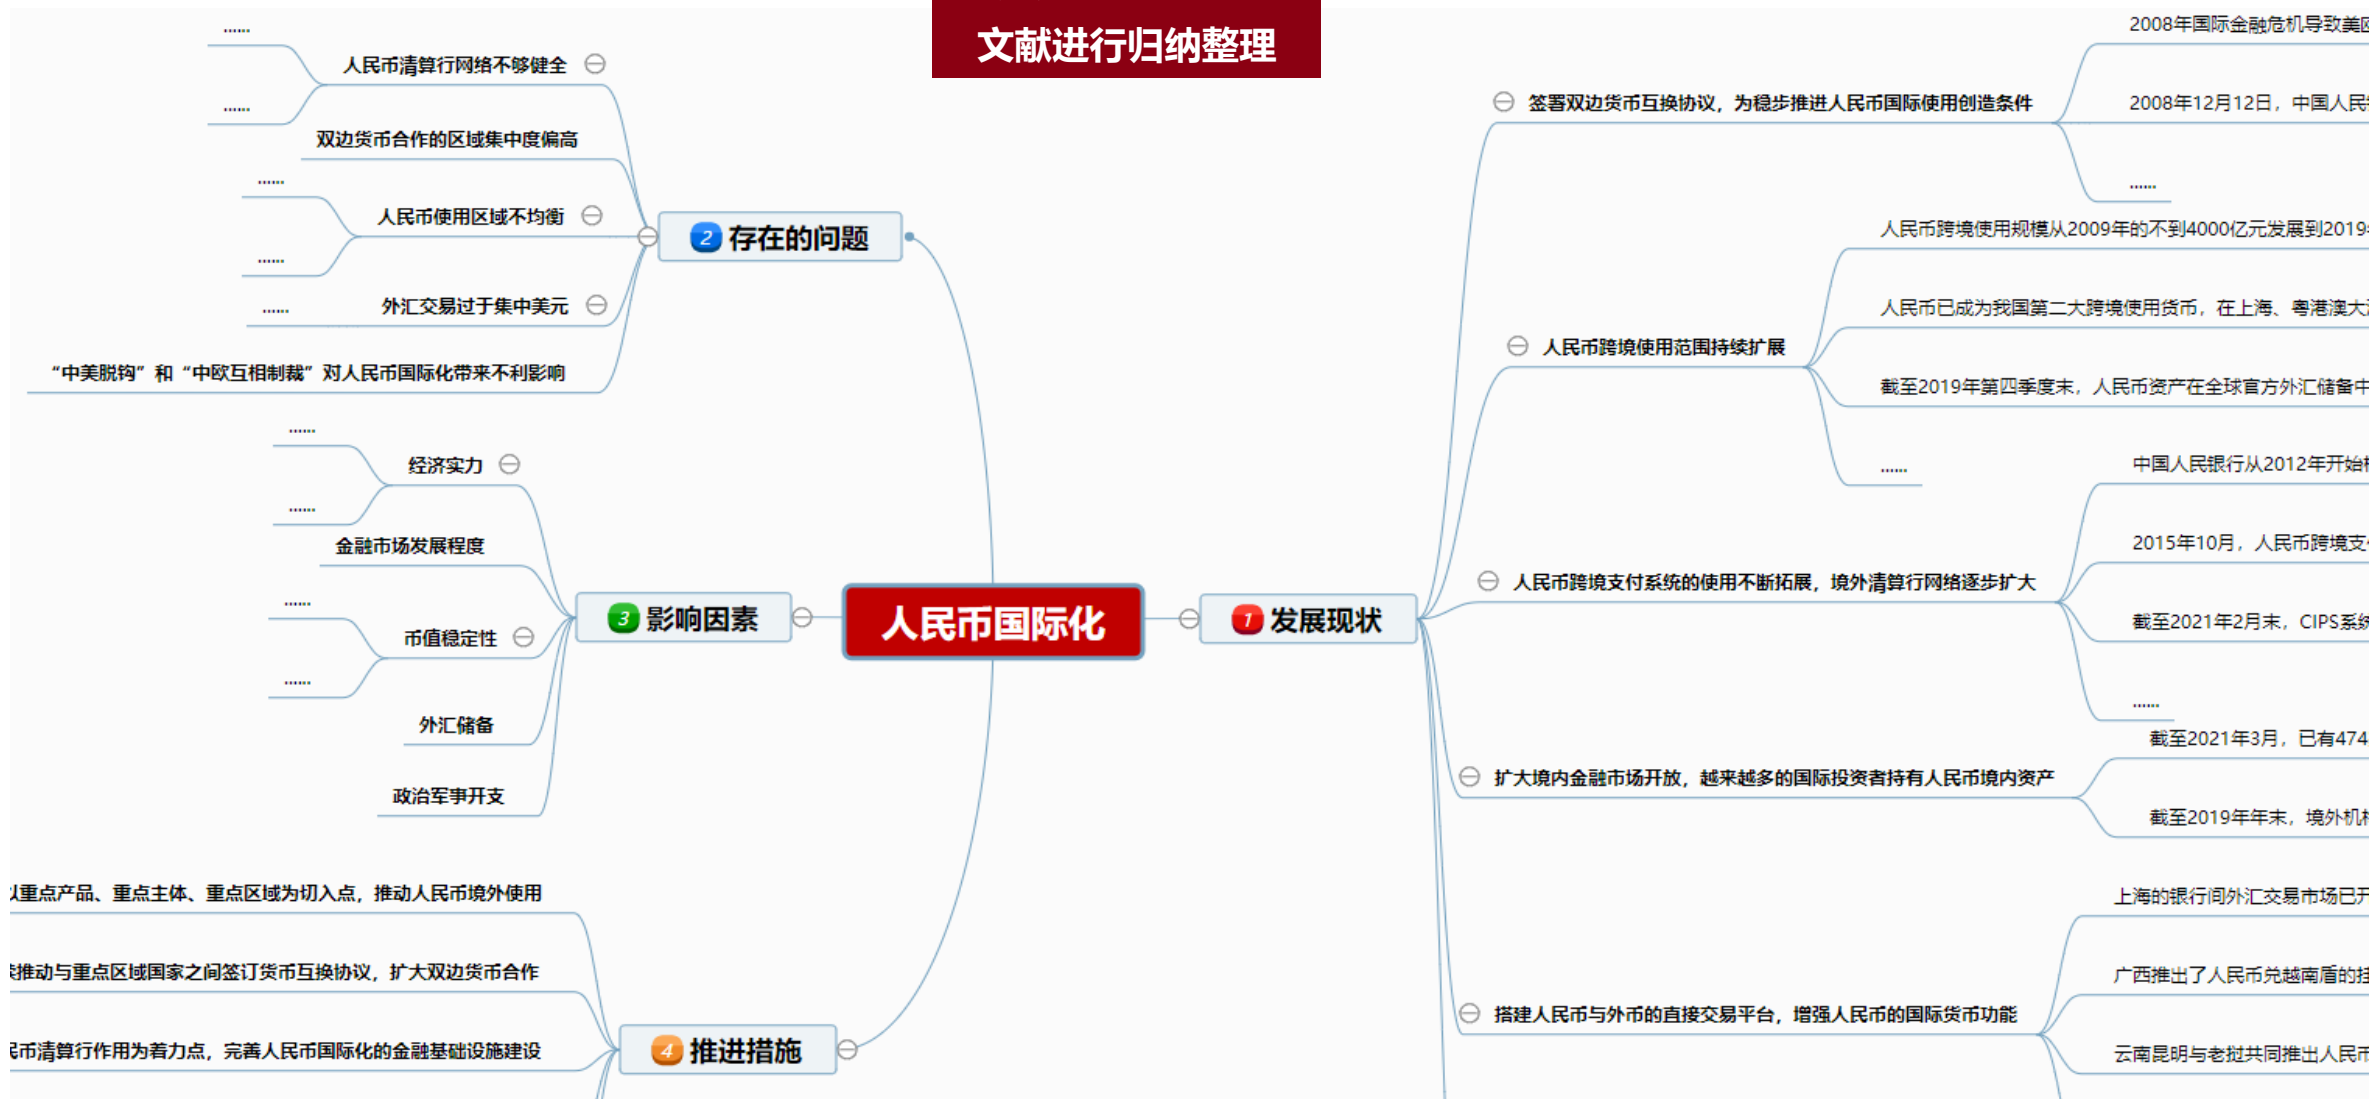 文献进行归纳整理
人民币国际化
1 发展现状
签署双边货币互换协议，为稳步推进人民币国际使用创造条件
2008年国际金融危机导致美
2008年12月12日，中国人民
......
人民币跨境使用范围持续扩展
人民币跨境使用规模从2009年的不到4000亿元发展到2019
人民币已成为我国第二大跨境使用货币，在上海、粤港澳大
截至2019年第四季度末，人民币资产在全球官方外汇储备中
......
人民币跨境支付系统的使用不断拓展，境外清算行网络逐步扩大
中国人民银行从2012年开始
2015年10月，人民币跨境支
截至2021年2月末，CIPS系
......
扩大境内金融市场开放，越来越多的国际投资者持有人民币境内资产
截至2021年3月，已有474
截至2019年年末，境外机
搭建人民币与外币的直接交易平台，增强人民币的国际货币功能
上海的银行间外汇交易市场已开
广西推出了人民币兑越南盾的
云南昆明与老挝共同推出人民币
2 存在的问题
人民币清算行网络不够健全
......
......
双边货币合作的区域集中度偏高
人民币使用区域不均衡
......
......
外汇交易过于集中美元
......
“中美脱钩”和“中欧互相制裁”对人民币国际化带来不利影响
3 影响因素
经济实力
......
......
金融市场发展程度
币值稳定性
......
......
外汇储备
政治军事开支
4 推进措施
以重点产品、重点主体、重点区域为切入点，推动人民币境外使用
推动与重点区域国家之间签订货币互换协议，扩大双边货币合作
民币清算行作用为着力点，完善人民币国际化的金融基础设施建设